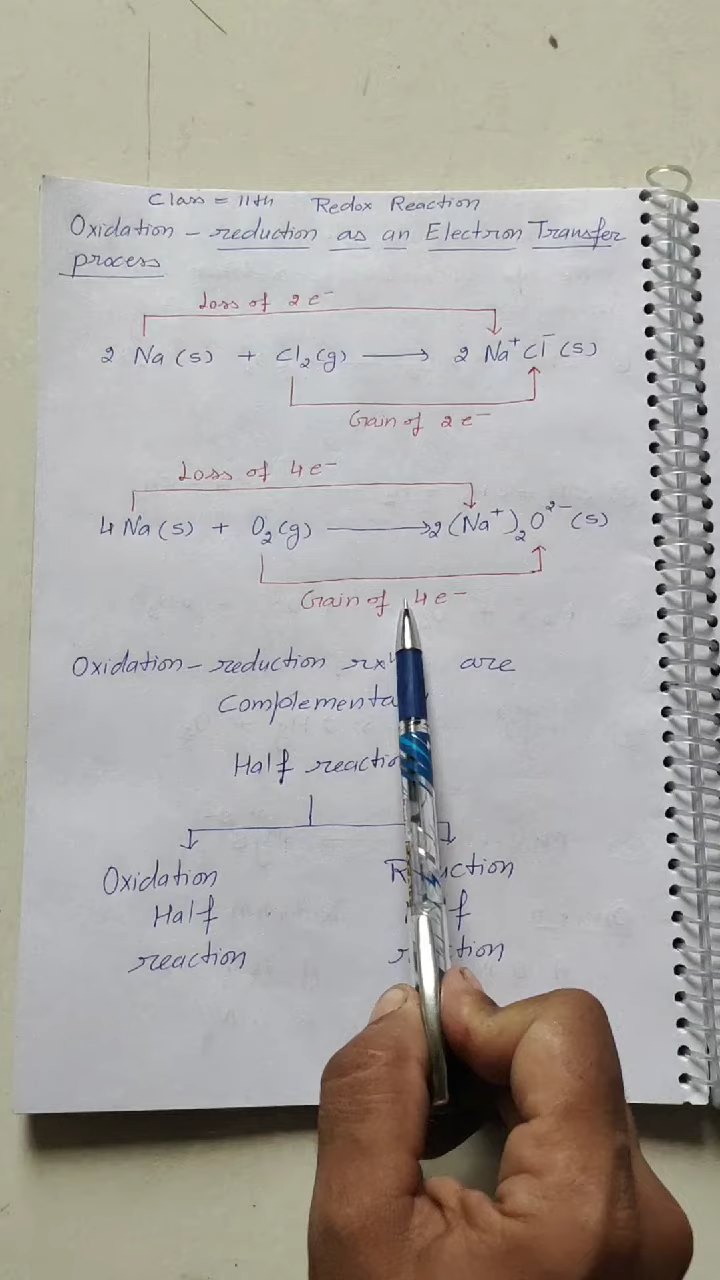 Class = 11th Redox Reaction
Oxidation – reduction as an Electron Transfer
process
Loss of 2e⁻
2 Na (s) + Cl₂(g) → 2 Na⁺Cl⁻(s)
Gain of 2e⁻
Loss of 4e⁻
4 Na(s) + O₂(g) → 2(Na⁺)₂O²⁻(s)
Gain of 4e⁻
Oxidation – reduction are
Half
Oxidation
Half
reaction